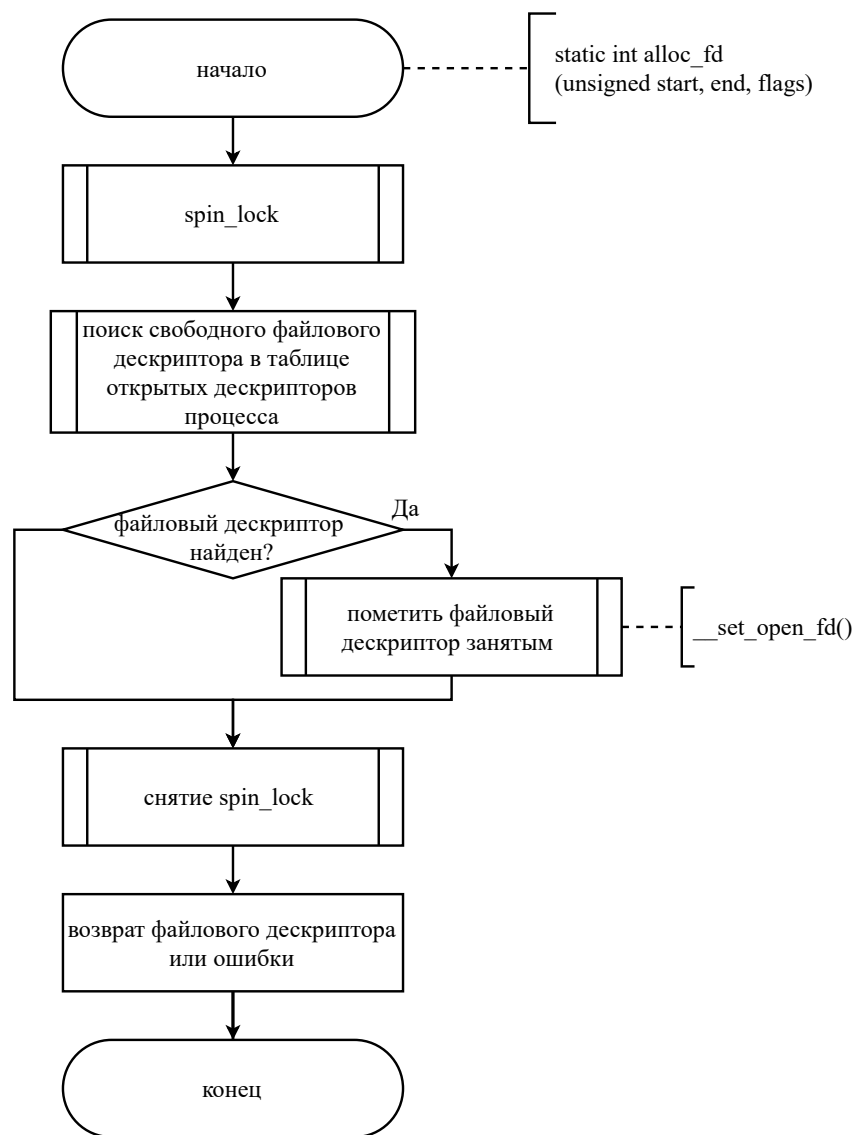 начало
static int alloc_fd
(unsigned start, end, flags)
spin_lock
поиск свободного файлового
дескриптора в таблице
открытых дескрипторов
процесса
файловый дескриптор
найден?
Да
пометить файловый
дескриптор занятым
__set_open_fd()
снятие spin_lock
возврат файлового дескриптора
или ошибки
конец